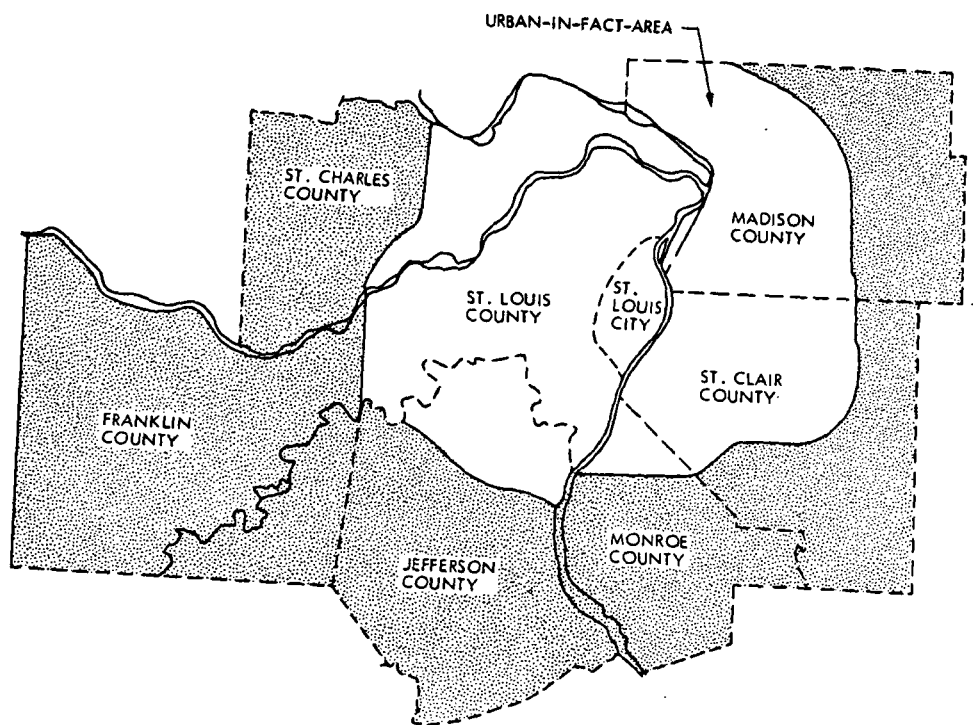 URBAN-IN-FACT-AREA
ST. CHARLES
COUNTY
MADISON
COUNTY
ST. LOUIS
COUNTY
ST.
LOUIS
CITY
ST. CLAIR
COUNTY
FRANKLIN
COUNTY
JEFFERSON
COUNTY
MONROE
COUNTY